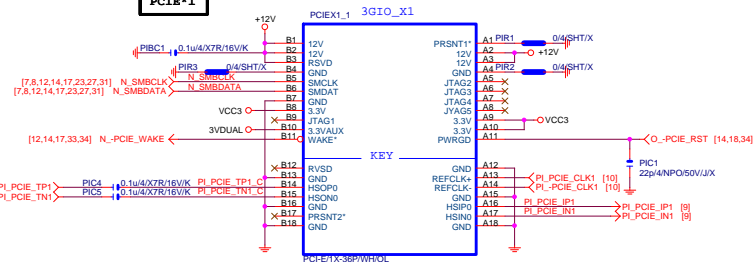 PCIE-1
PCIEX1_1 3GIO_X1
+12V
PIBC1 0.1u/4/X7R/16V/K
B1 12V PRSNT1* A1 PIR1 0/4/SHT/X
B2 12V 12V A2 +12V
B3 RSVD 12V A3
PIR3 0/4/SHT/X B4 GND GND A4 PIR2 0/4/SHT/X
[7,8,12,14,17,23,27,31] N_SMBCLK N_SMBCLK B5 SMCLK JTAG2 A5
[7,8,12,14,17,23,27,31] N_SMBDATA N_SMBDATA B6 SMDAT JTAG3 A6
B7 GND JTAG4 A7
VCC3 B8 3.3V JYAG5 A8
B9 JTAG1 3.3V A9 VCC3
3VDUAL B10 3.3VAUX 3.3V A10
[12,14,17,33,34] N_-PCIE_WAKE B11 WAKE* PWRGD A11 O_-PCIE_RST [14,18,34]
KEY
PIC1
22p/4/NPO/50V/J/X
B12 RVSD GND A12
B13 GND REFCLK+ A13 PI_PCIE_CLK1 [10]
PI_PCIE_TP1 PIC4 0.1u/4/X7R/16V/K PI_PCIE_TP1_C B14 HSOP0 REFCLK- A14 PI_-PCIE_CLK1 [10]
PI_PCIE_TN1 PIC5 0.1u/4/X7R/16V/K PI_PCIE_TN1_C B15 HSON0 GND A15
B16 GND HSIP0 A16 PI_PCIE_IP1 PI_PCIE_IP1 [9]
B17 PRSNT2* HSIN0 A17 PI_PCIE_IN1 PI_PCIE_IN1 [9]
B18 GND GND A18
PCI-E/1X-36P/WH/OL